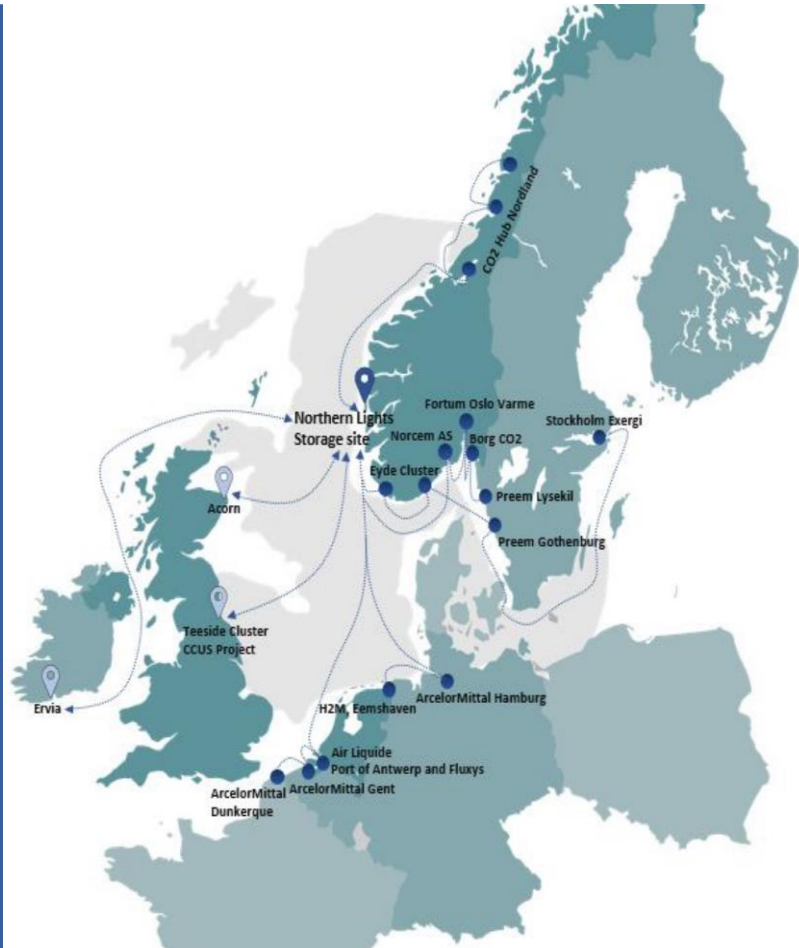 CO2 Hub Nordland
Northern Lights
Storage site
Fortum Oslo Varme
Stockholm Exergi
Norcem AS
Borg CO2
Eyde Cluster
Preem Lysekil
Acorn
Preem Gothenburg
Teeside Cluster
CCUS Project
Ervia
H2M, Eemshaven
ArcelorMittal Hamburg
Air Liquide
Port of Antwerp and Fluxys
ArcelorMittal
Dunkerque
ArcelorMittal Gent